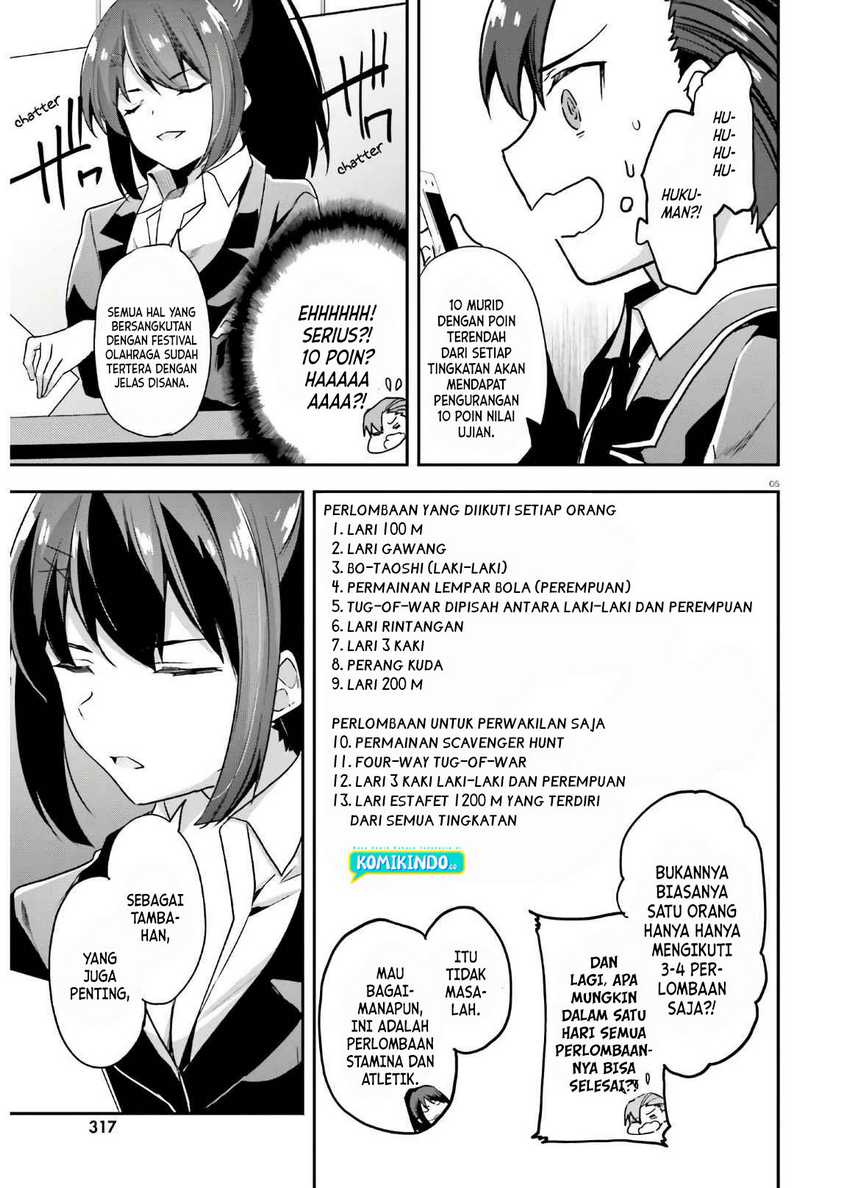 HU-
HU-
HU-
HU-
HUKU-
MAN?!
10 MURID
DENGAN POIN
TERENDAH
DARI SETIAP
TINGKATAN AKAN
MENDAPAT
PENGURANGAN
10 POIN NILAI
UJIAN.
chatter
chatter
EHHHHHH!
SERIUS?!
10 POIN?
HAAAAA
AAAA?!
SEMUA HAL YANG
BERSANGKUTAN
DENGAN FESTIVAL
OLAHRAGA SUDAH
TERTERA DENGAN
JELAS DISANA.
05
PERLOMBAAN YANG DIIKUTI SETIAP ORANG
1. LARI 100 M
2. LARI GAWANG
3. BO-TAOSHI (LAKI-LAKI)
4. PERMAINAN LEMPAR BOLA (PEREMPUAN)
5. TUG-OF-WAR DIPISAH ANTARA LAKI-LAKI DAN PEREMPUAN
6. LARI RINTANGAN
7. LARI 3 KAKI
8. PERANG KUDA
9. LARI 200 M
PERLOMBAAN UNTUK PERWAKILAN SAJA
10. PERMAINAN SCAVENGER HUNT
11. FOUR-WAY TUG-OF-WAR
12. LARI 3 KAKI LAKI-LAKI DAN PEREMPUAN
13. LARI ESTAFET 1200 M YANG TERDIRI
DARI SEMUA TINGKATAN
Baca Komik Bahasa Indonesia di
KOMIKINDO.co
BUKANNYA
BIASANYA
SATU ORANG
HANYA HANYA
MENGIKUTI
3-4 PER-
LOMBAAN
SAJA?!
DAN
LAGI, APA
MUNGKIN
DALAM SATU
HARI SEMUA
PERLOMBAAN-
NYA BISA
SELESAI?!
ITU
TIDAK
MASA-
LAH.
MAU
BAGAI-
MANAPUN,
INI ADALAH
PERLOMBAAN
STAMINA DAN
ATLETIK.
SEBAGAI
TAMBA-
HAN,
YANG
JUGA
PENTING,
317